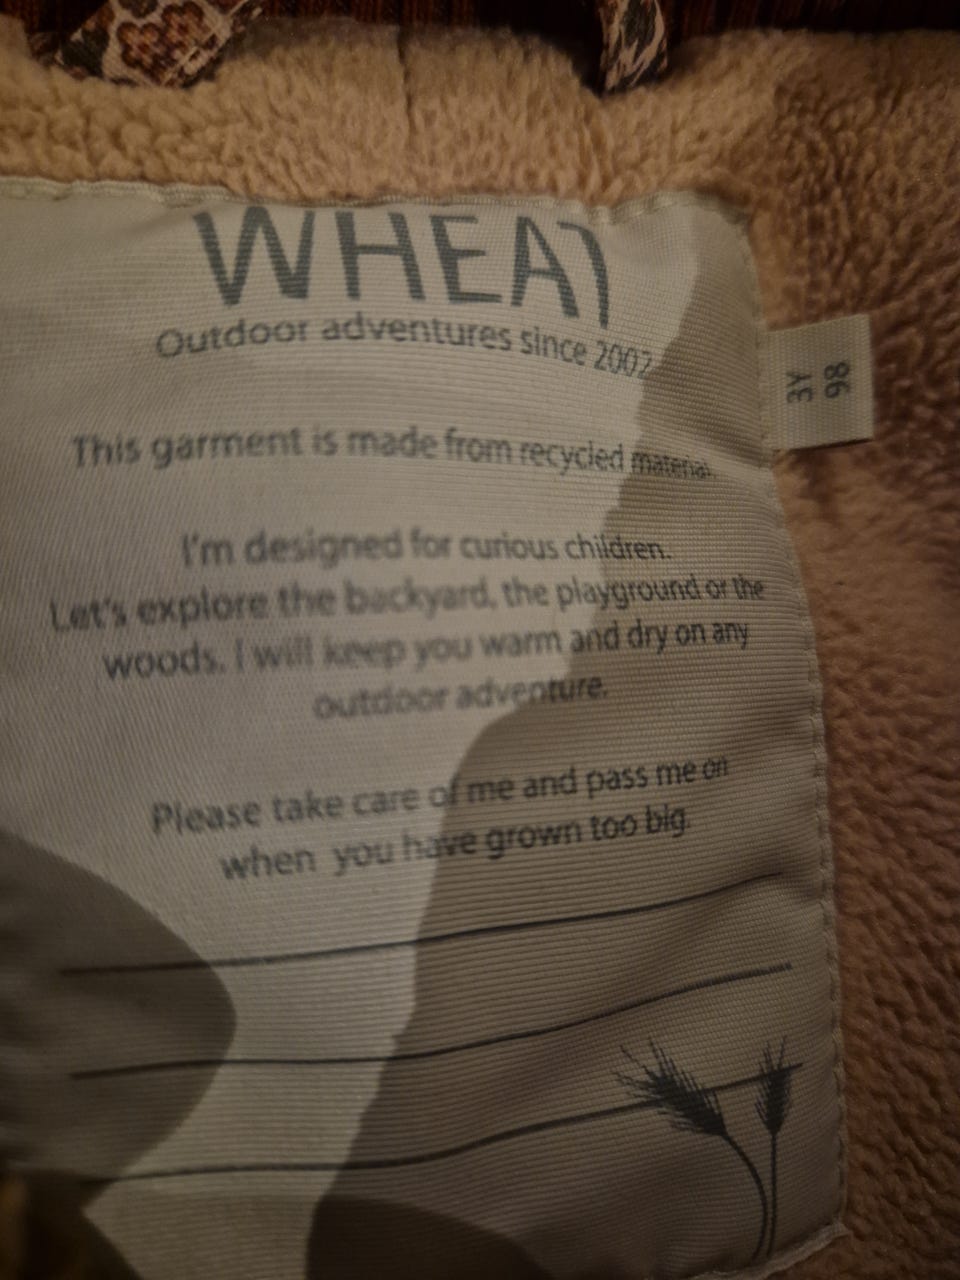 WHEAT
Outdoor adventures since 2002
3Y
98
This garment is made from recycled material.
I'm designed for curious children.
Let's explore the backyard, the playground or the
woods. I will keep you warm and dry on any
outdoor adventure.
Please take care of me and pass me on
when you have grown too big.